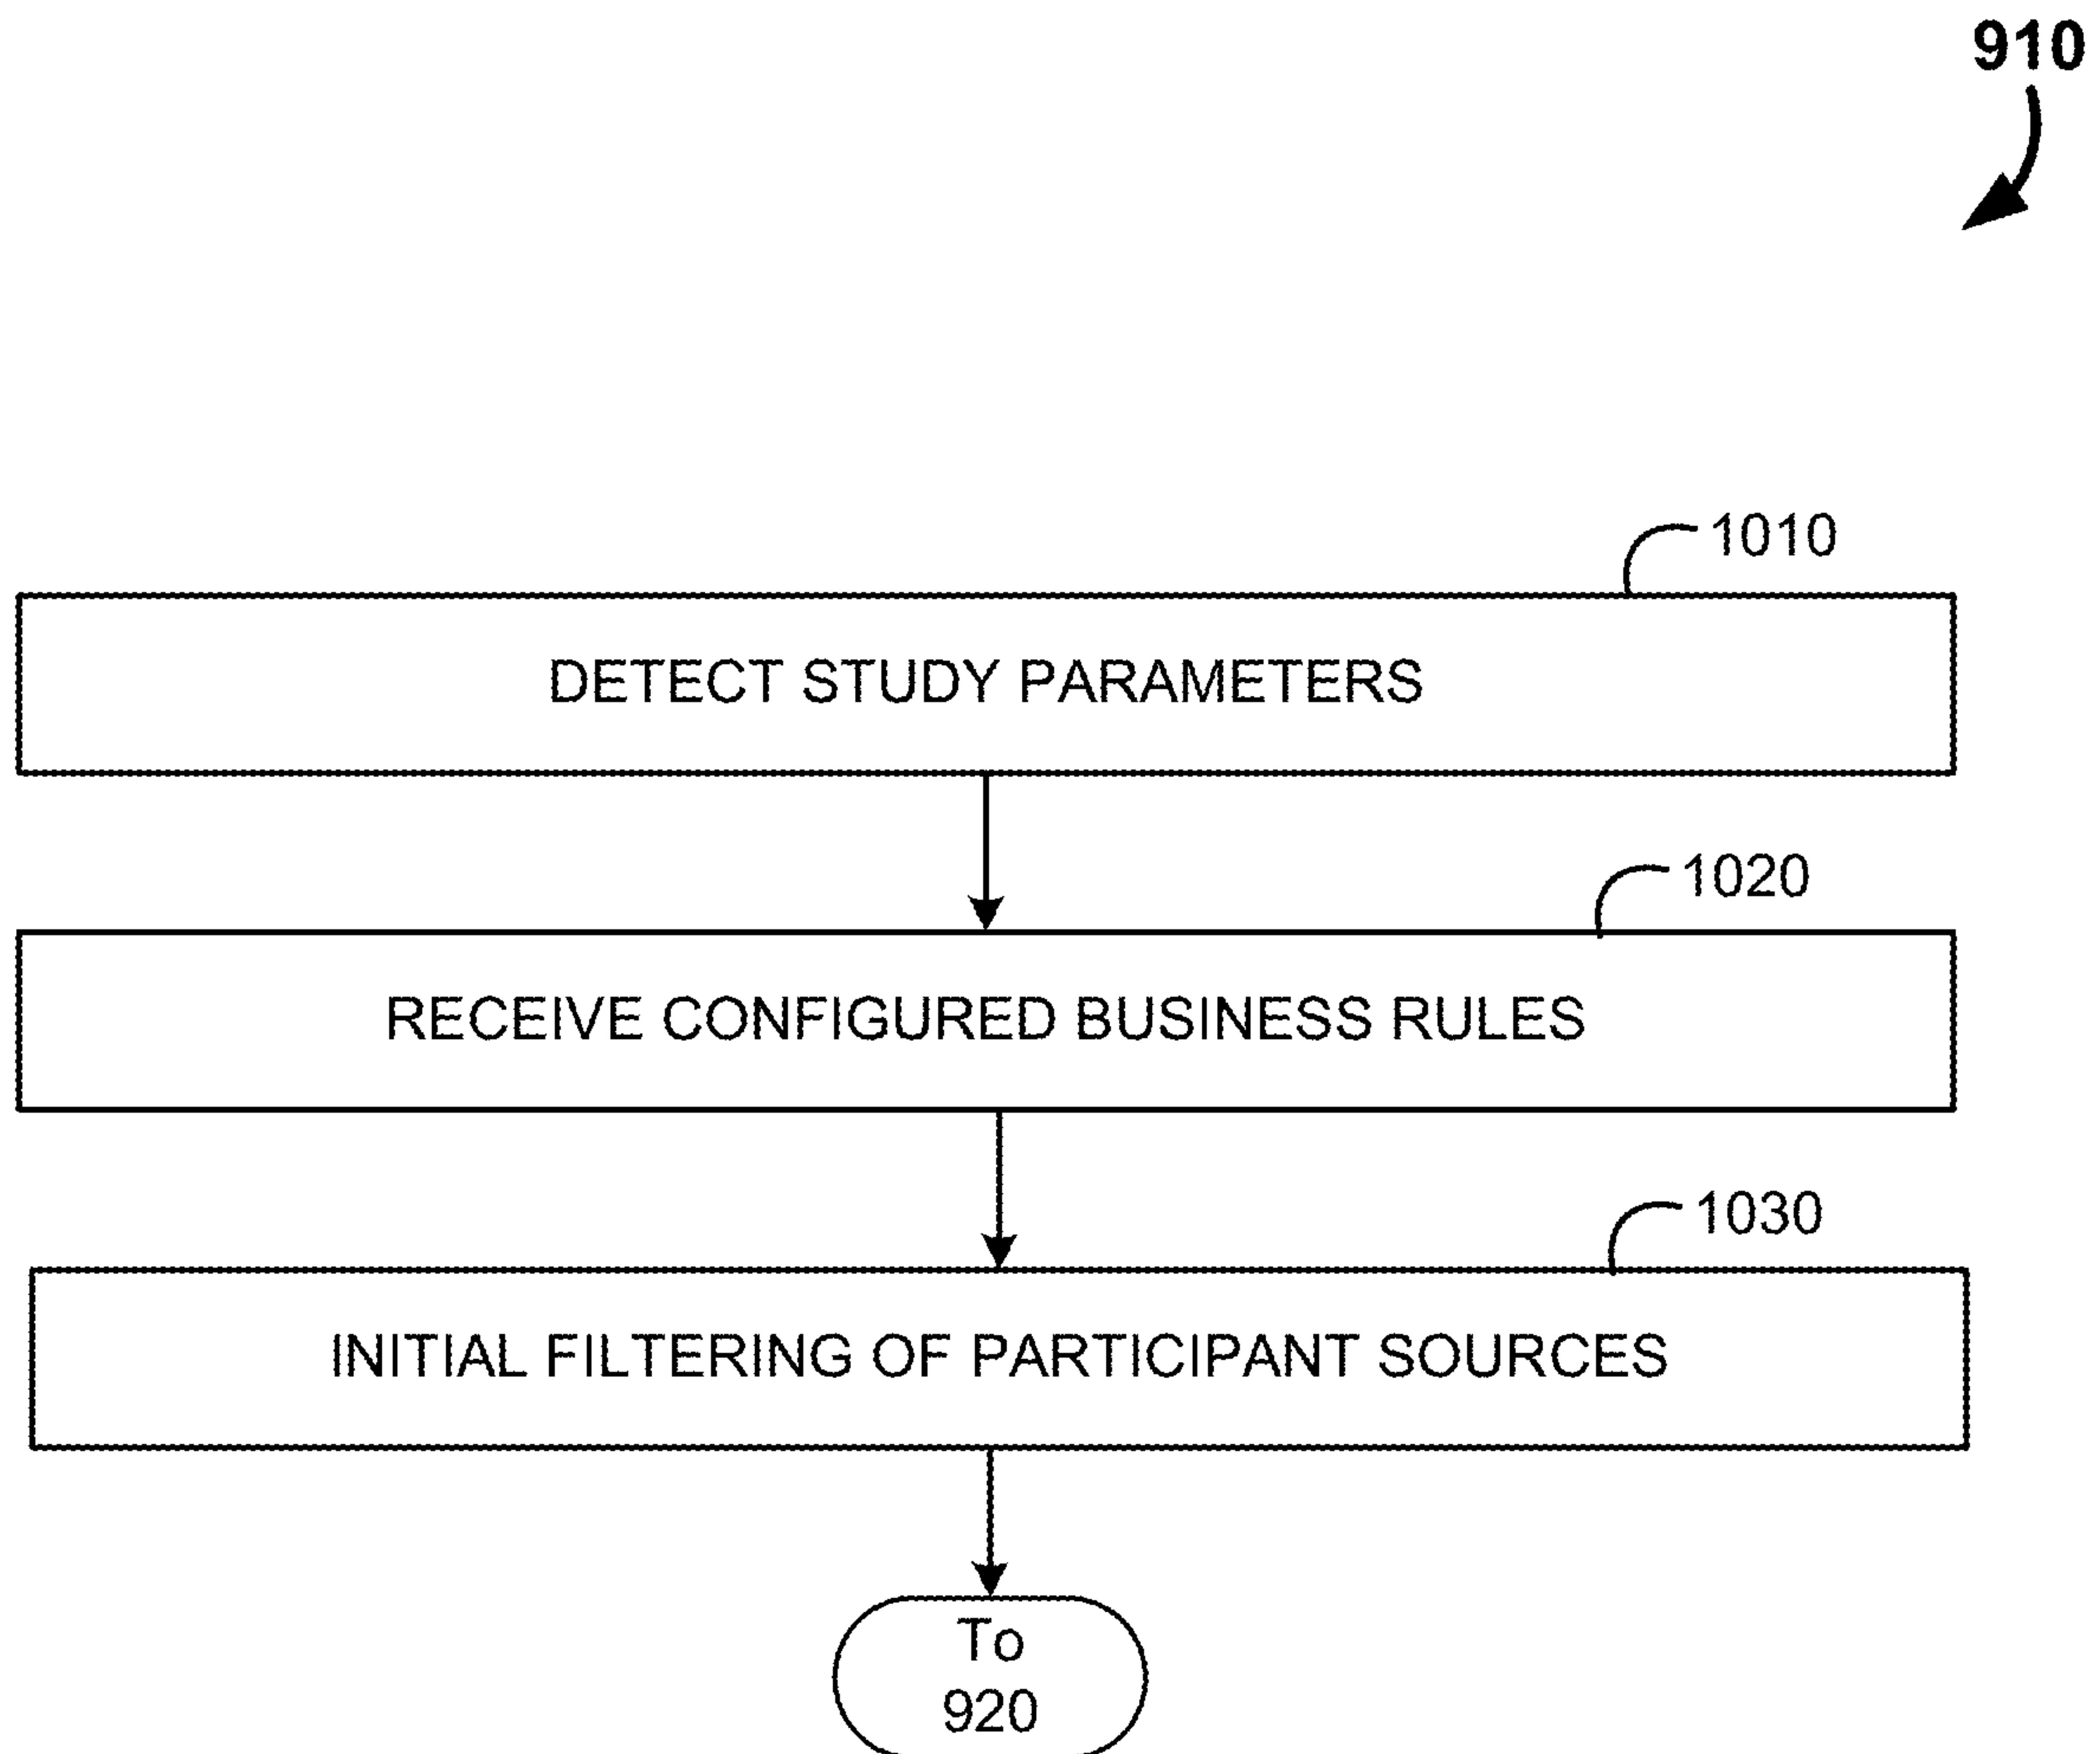 910
1010
DETECT STUDY PARAMETERS
1020
RECEIVE CONFIGURED BUSINESS RULES
1030
INITIAL FILTERING OF PARTICIPANT SOURCES
To
920